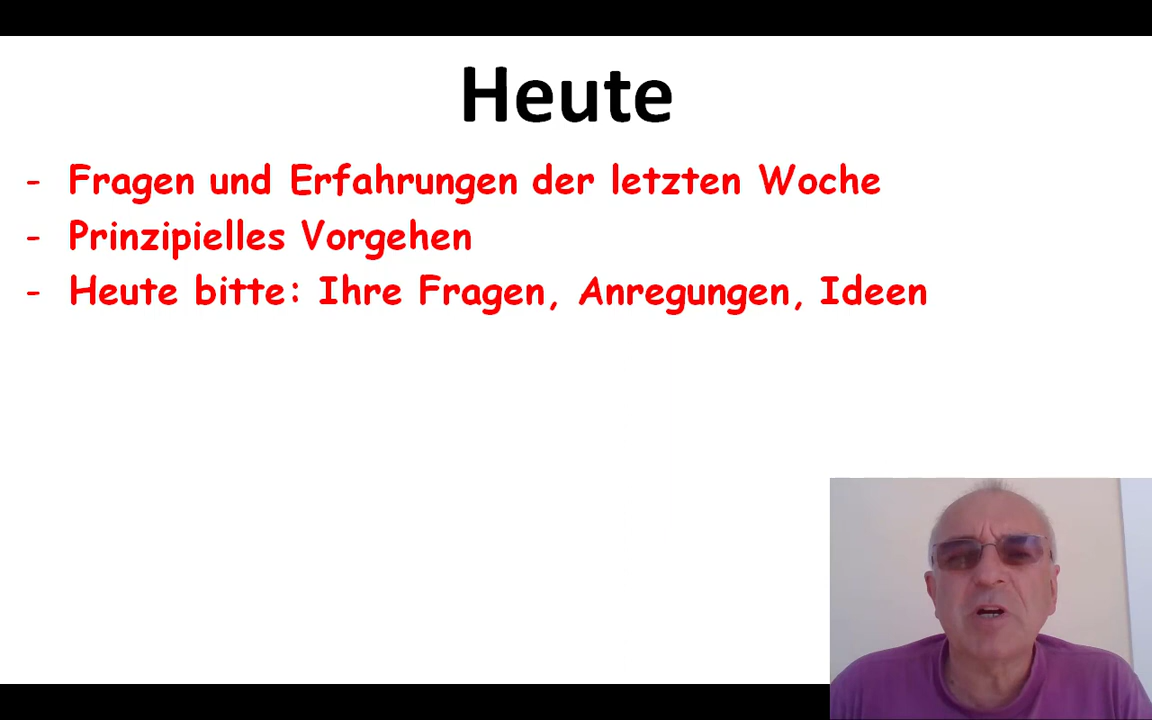 Heute
- Fragen und Erfahrungen der letzten Woche
- Prinzipielles Vorgehen
- Heute bitte: Ihre Fragen, Anregungen, Ideen